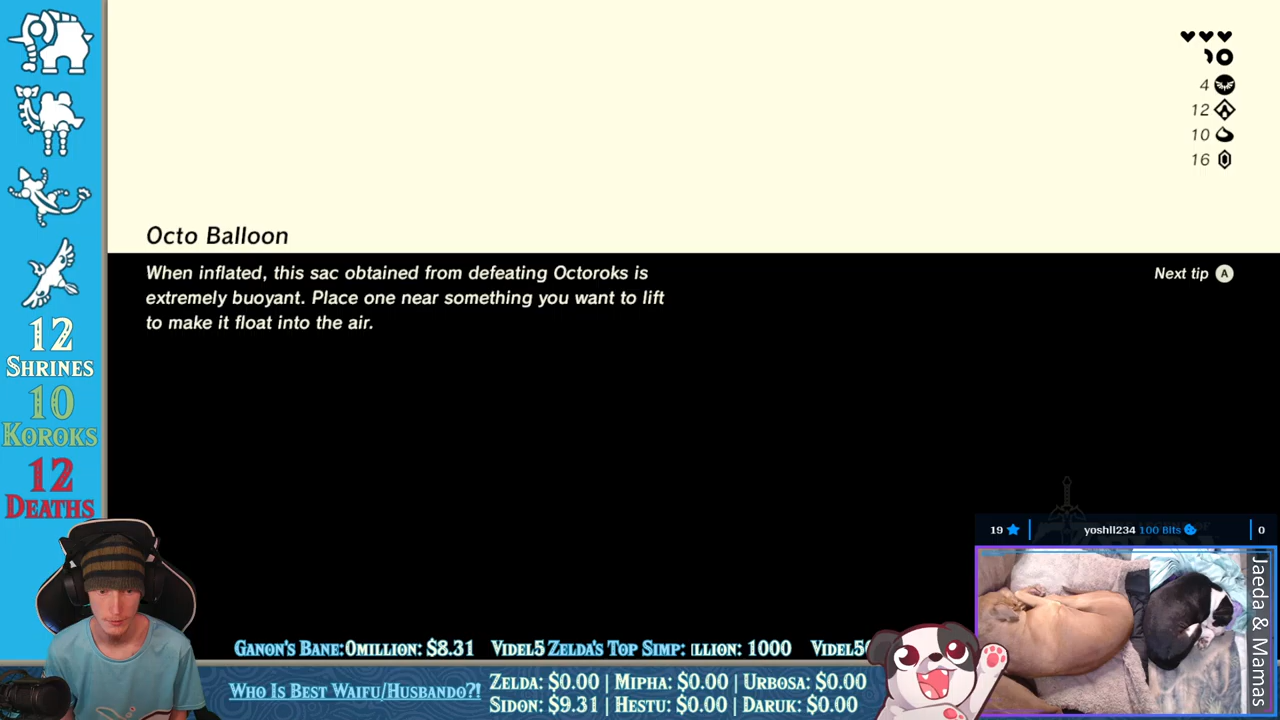 4
12
10
16
Octo Balloon
When inflated, this sac obtained from defeating Octoroks is
extremely buoyant. Place one near something you want to lift
to make it float into the air.
Next tip A
12
SHRINES
10
KOROKS
12
DEATHS
19
yoshll234 100 Bits
0
Jaeda & Mamas
GANON'S BANE: 0MILLION: $8.31 VIDEL5 ZELDA'S TOP SIMP: ILLION: 1000 VIDEL50
WHO IS BEST WAIFU/HUSBANDO?!
ZELDA: $0.00 | MIPHA: $0.00 | URBOSA: $0.00
SIDON: $9.31 | HESTU: $0.00 | DARUK: $0.00